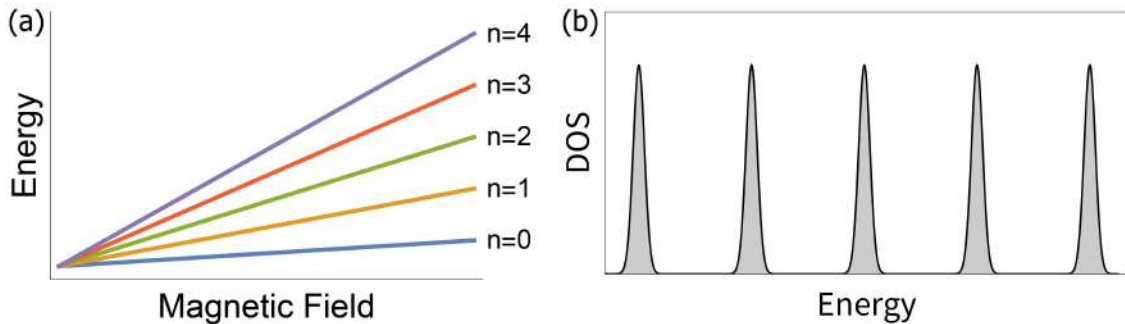 (a)
n=4
n=3
n=2
n=1
n=0
Energy
Magnetic Field
(b)
DOS
Energy